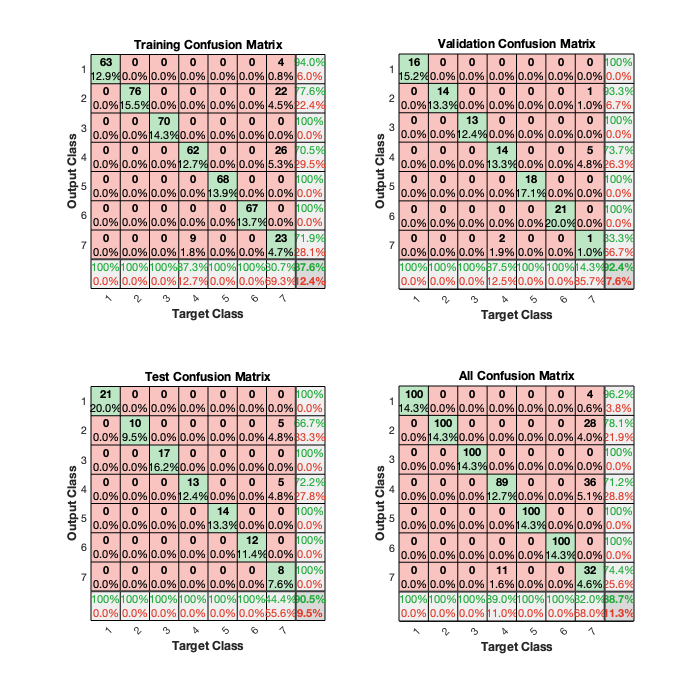 Training Confusion Matrix
Output Class
1 63 0 0 0 0 0 4 94.0%
12.9% 0.0% 0.0% 0.0% 0.0% 0.0% 0.8% 6.0%
2 0 76 0 0 0 0 22 77.6%
0.0% 15.5% 0.0% 0.0% 0.0% 0.0% 4.5% 22.4%
3 0 0 70 0 0 0 0 100%
0.0% 0.0% 14.3% 0.0% 0.0% 0.0% 0.0% 0.0%
4 0 0 0 62 0 0 26 70.5%
0.0% 0.0% 0.0% 12.7% 0.0% 0.0% 5.3% 29.5%
5 0 0 0 0 68 0 0 100%
0.0% 0.0% 0.0% 0.0% 13.9% 0.0% 0.0% 0.0%
6 0 0 0 0 0 67 0 100%
0.0% 0.0% 0.0% 0.0% 0.0% 13.7% 0.0% 0.0%
7 0 0 0 9 0 0 23 71.9%
0.0% 0.0% 0.0% 1.8% 0.0% 0.0% 4.7% 28.1%
100% 100% 100% 87.3% 100% 100% 30.7% 87.6%
0.0% 0.0% 0.0% 12.7% 0.0% 0.0% 69.3% 12.4%
1 2 3 4 5 6 7
Target Class
Validation Confusion Matrix
Output Class
1 16 0 0 0 0 0 0 100%
15.2% 0.0% 0.0% 0.0% 0.0% 0.0% 0.0% 0.0%
2 0 14 0 0 0 0 1 93.3%
0.0% 13.3% 0.0% 0.0% 0.0% 0.0% 1.0% 6.7%
3 0 0 13 0 0 0 0 100%
0.0% 0.0% 12.4% 0.0% 0.0% 0.0% 0.0% 0.0%
4 0 0 0 14 0 0 5 73.7%
0.0% 0.0% 0.0% 13.3% 0.0% 0.0% 4.8% 26.3%
5 0 0 0 0 18 0 0 100%
0.0% 0.0% 0.0% 0.0% 17.1% 0.0% 0.0% 0.0%
6 0 0 0 0 0 21 0 100%
0.0% 0.0% 0.0% 0.0% 0.0% 20.0% 0.0% 0.0%
7 0 0 0 2 0 0 1 33.3%
0.0% 0.0% 0.0% 1.9% 0.0% 0.0% 1.0% 66.7%
100% 100% 100% 87.5% 100% 100% 14.3% 92.4%
0.0% 0.0% 0.0% 12.5% 0.0% 0.0% 85.7% 7.6%
1 2 3 4 5 6 7
Target Class
Test Confusion Matrix
Output Class
1 21 0 0 0 0 0 0 100%
20.0% 0.0% 0.0% 0.0% 0.0% 0.0% 0.0% 0.0%
2 0 10 0 0 0 0 5 66.7%
0.0% 9.5% 0.0% 0.0% 0.0% 0.0% 4.8% 33.3%
3 0 0 17 0 0 0 0 100%
0.0% 0.0% 16.2% 0.0% 0.0% 0.0% 0.0% 0.0%
4 0 0 0 13 0 0 5 72.2%
0.0% 0.0% 0.0% 12.4% 0.0% 0.0% 4.8% 27.8%
5 0 0 0 0 14 0 0 100%
0.0% 0.0% 0.0% 0.0% 13.3% 0.0% 0.0% 0.0%
6 0 0 0 0 0 12 0 100%
0.0% 0.0% 0.0% 0.0% 0.0% 11.4% 0.0% 0.0%
7 0 0 0 0 0 0 8 100%
0.0% 0.0% 0.0% 0.0% 0.0% 0.0% 7.6% 0.0%
100% 100% 100% 100% 100% 100% 44.4% 90.5%
0.0% 0.0% 0.0% 0.0% 0.0% 0.0% 55.6% 9.5%
1 2 3 4 5 6 7
Target Class
All Confusion Matrix
Output Class
1 100 0 0 0 0 0 4 96.2%
14.3% 0.0% 0.0% 0.0% 0.0% 0.0% 0.6% 3.8%
2 0 100 0 0 0 0 28 78.1%
0.0% 14.3% 0.0% 0.0% 0.0% 0.0% 4.0% 21.9%
3 0 0 100 0 0 0 0 100%
0.0% 0.0% 14.3% 0.0% 0.0% 0.0% 0.0% 0.0%
4 0 0 0 89 0 0 36 71.2%
0.0% 0.0% 0.0% 12.7% 0.0% 0.0% 5.1% 28.8%
5 0 0 0 0 100 0 0 100%
0.0% 0.0% 0.0% 0.0% 14.3% 0.0% 0.0% 0.0%
6 0 0 0 0 0 100 0 100%
0.0% 0.0% 0.0% 0.0% 0.0% 14.3% 0.0% 0.0%
7 0 0 0 11 0 0 32 74.4%
0.0% 0.0% 0.0% 1.6% 0.0% 0.0% 4.6% 25.6%
100% 100% 100% 89.0% 100% 100% 32.0% 88.7%
0.0% 0.0% 0.0% 11.0% 0.0% 0.0% 68.0% 11.3%
1 2 3 4 5 6 7
Target Class